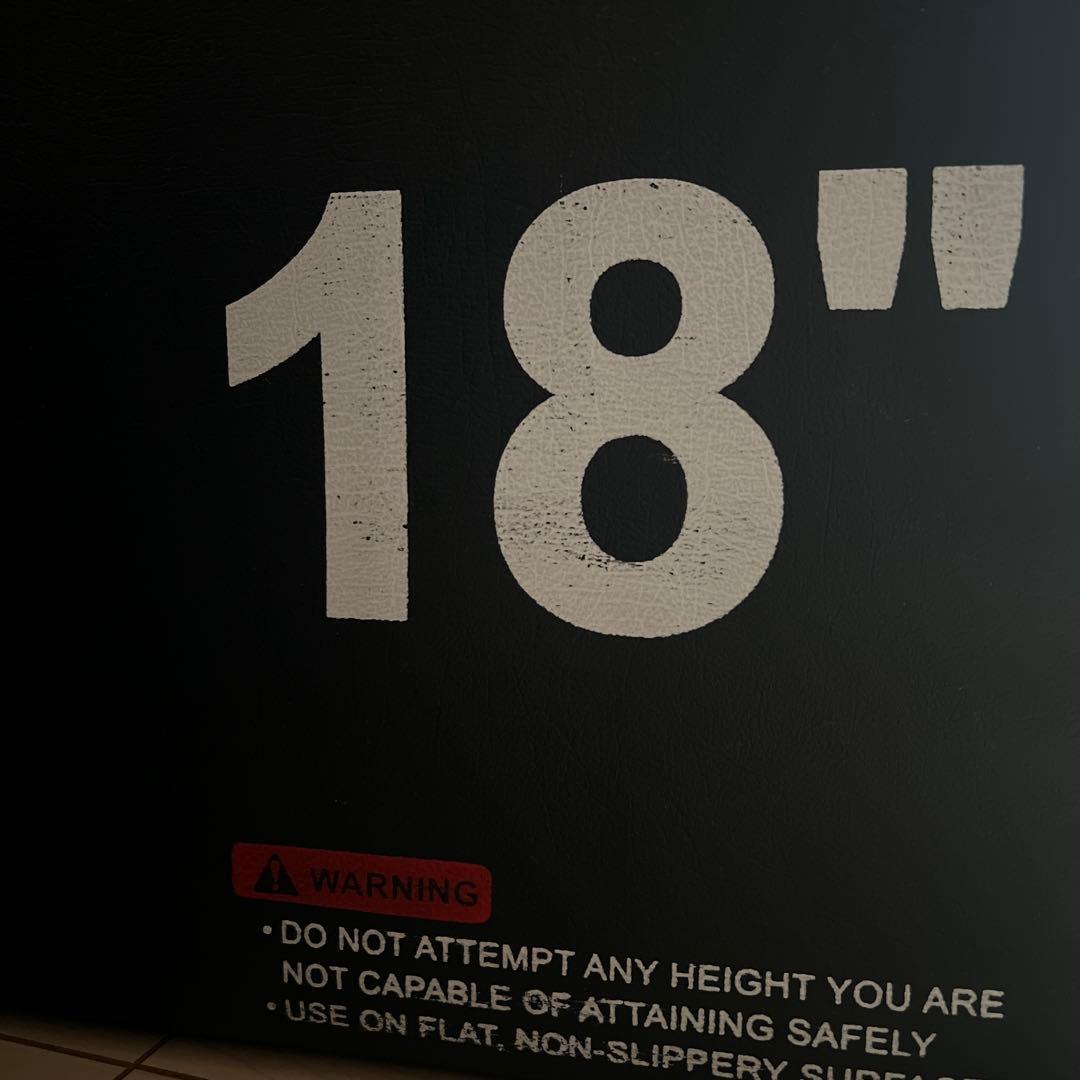 18"
WARNING
• DO NOT ATTEMPT ANY HEIGHT YOU ARE
NOT CAPABLE OF ATTAINING SAFELY
• USE ON FLAT, NON-SLIPPERY